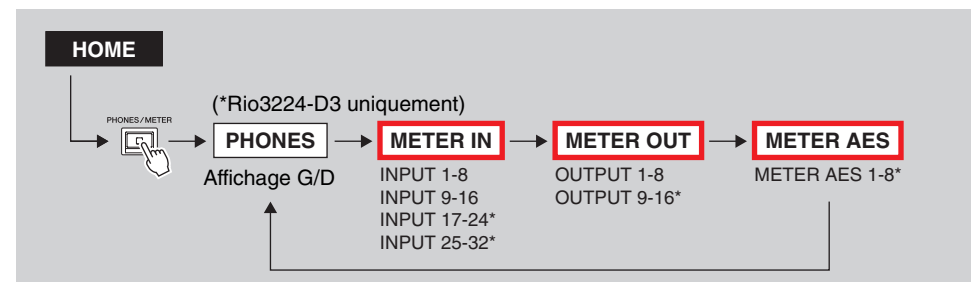 HOME
(*Rio3224-D3 uniquement)
PHONES/METER
PHONES
METER IN
METER OUT
METER AES
Affichage G/D
INPUT 1-8
INPUT 9-16
INPUT 17-24*
INPUT 25-32*
OUTPUT 1-8
OUTPUT 9-16*
METER AES 1-8*